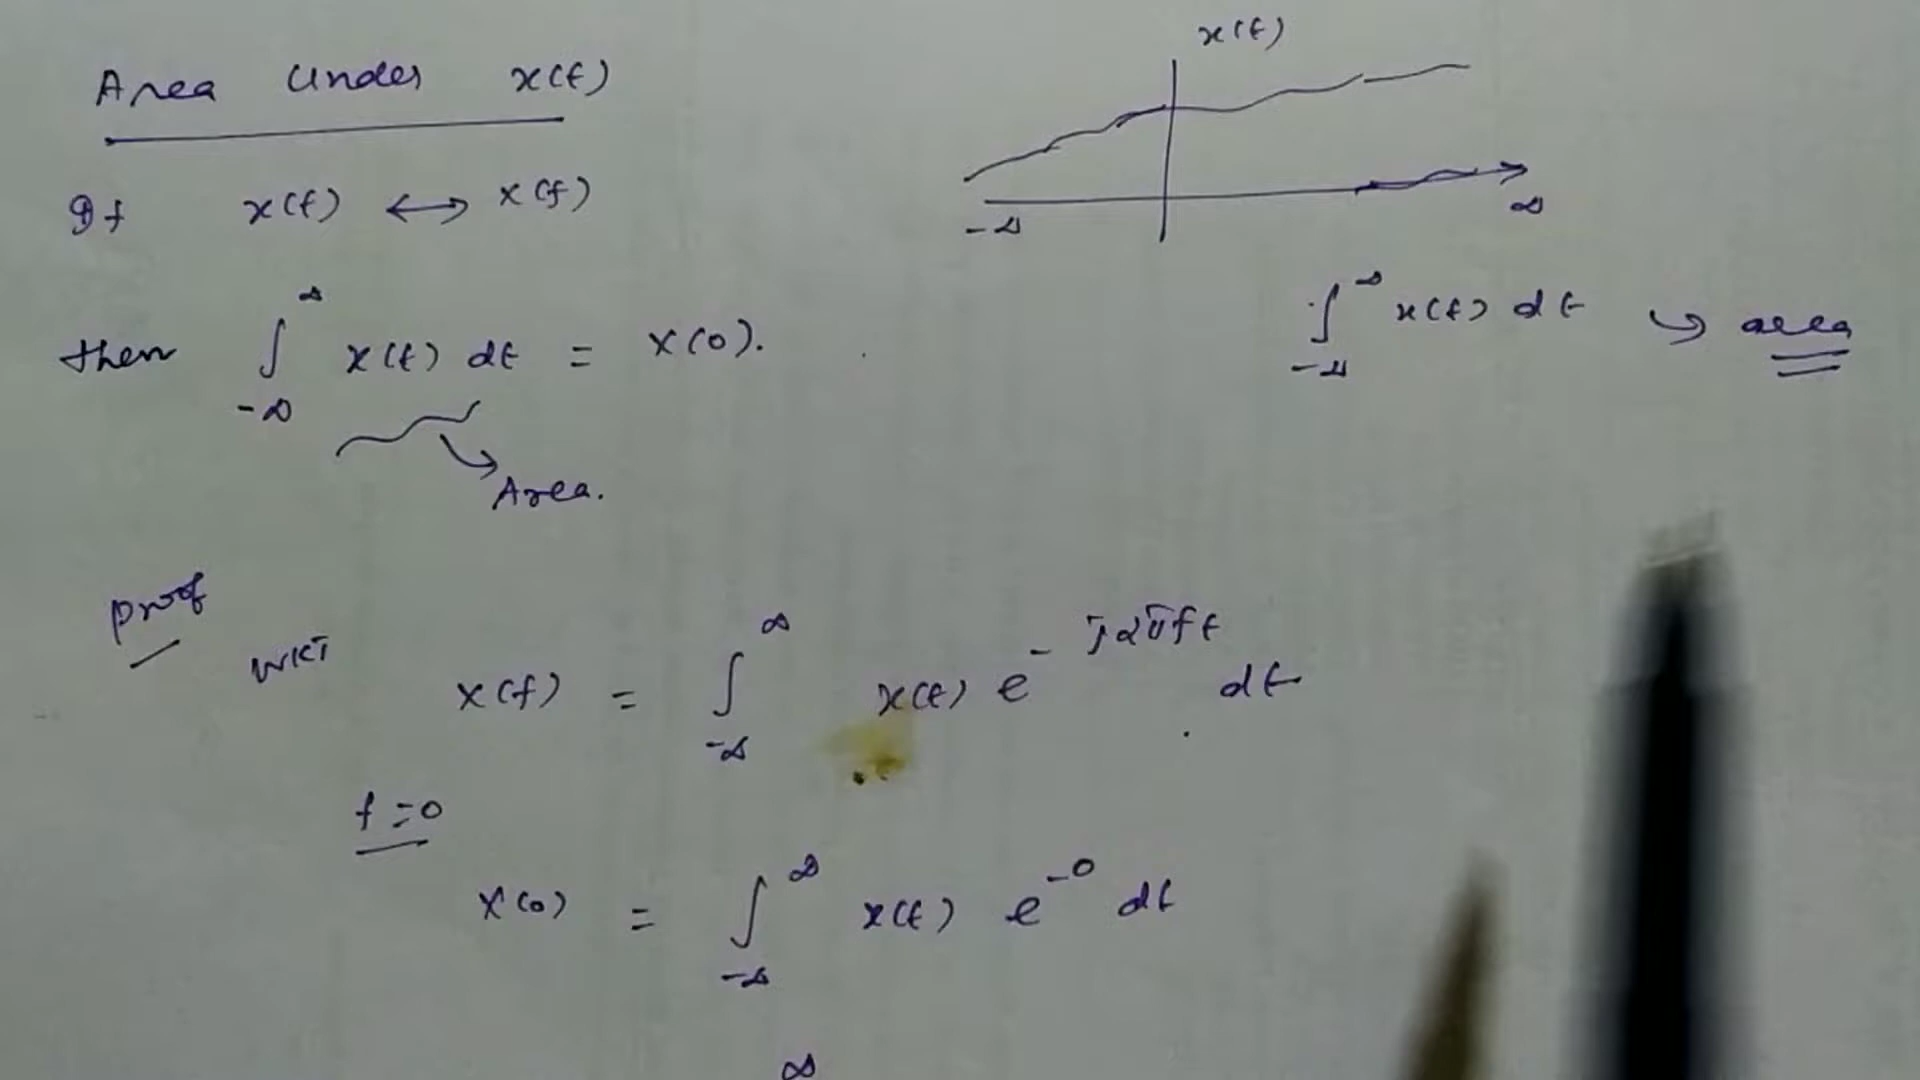 Area Under x(t)
x(t)
If x(t) ↔ X(f)
-∞ ∞
then ∫_{-∞}^{∞} x(t) dt = X(0).
∫_{-∞}^{∞} x(t) dt ↪ area
Area.
proof
WKT
X(f) = ∫_{-∞}^{∞} x(t) e^{-j2πft} dt
f=0
X(0) = ∫_{-∞}^{∞} x(t) e^{-0} dt
∞